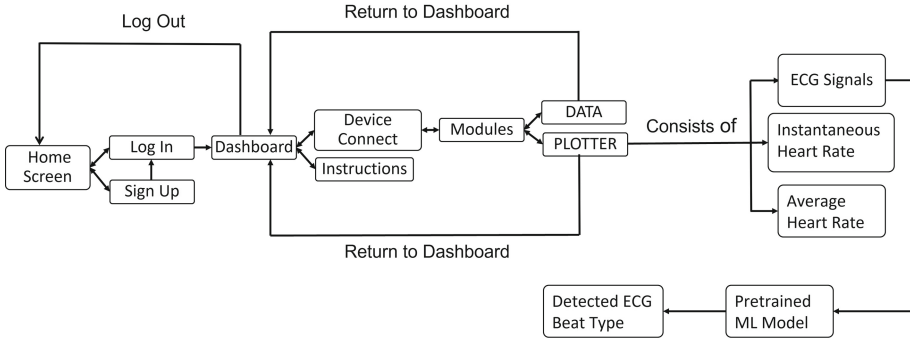 Return to Dashboard
Log Out
ECG Signals
Device
Connect
DATA
Modules
Consists of
Instantaneous
Heart Rate
Home
Screen
Log In
Dashboard
PLOTTER
Instructions
Sign Up
Average
Heart Rate
Return to Dashboard
Detected ECG
Beat Type
Pretrained
ML Model